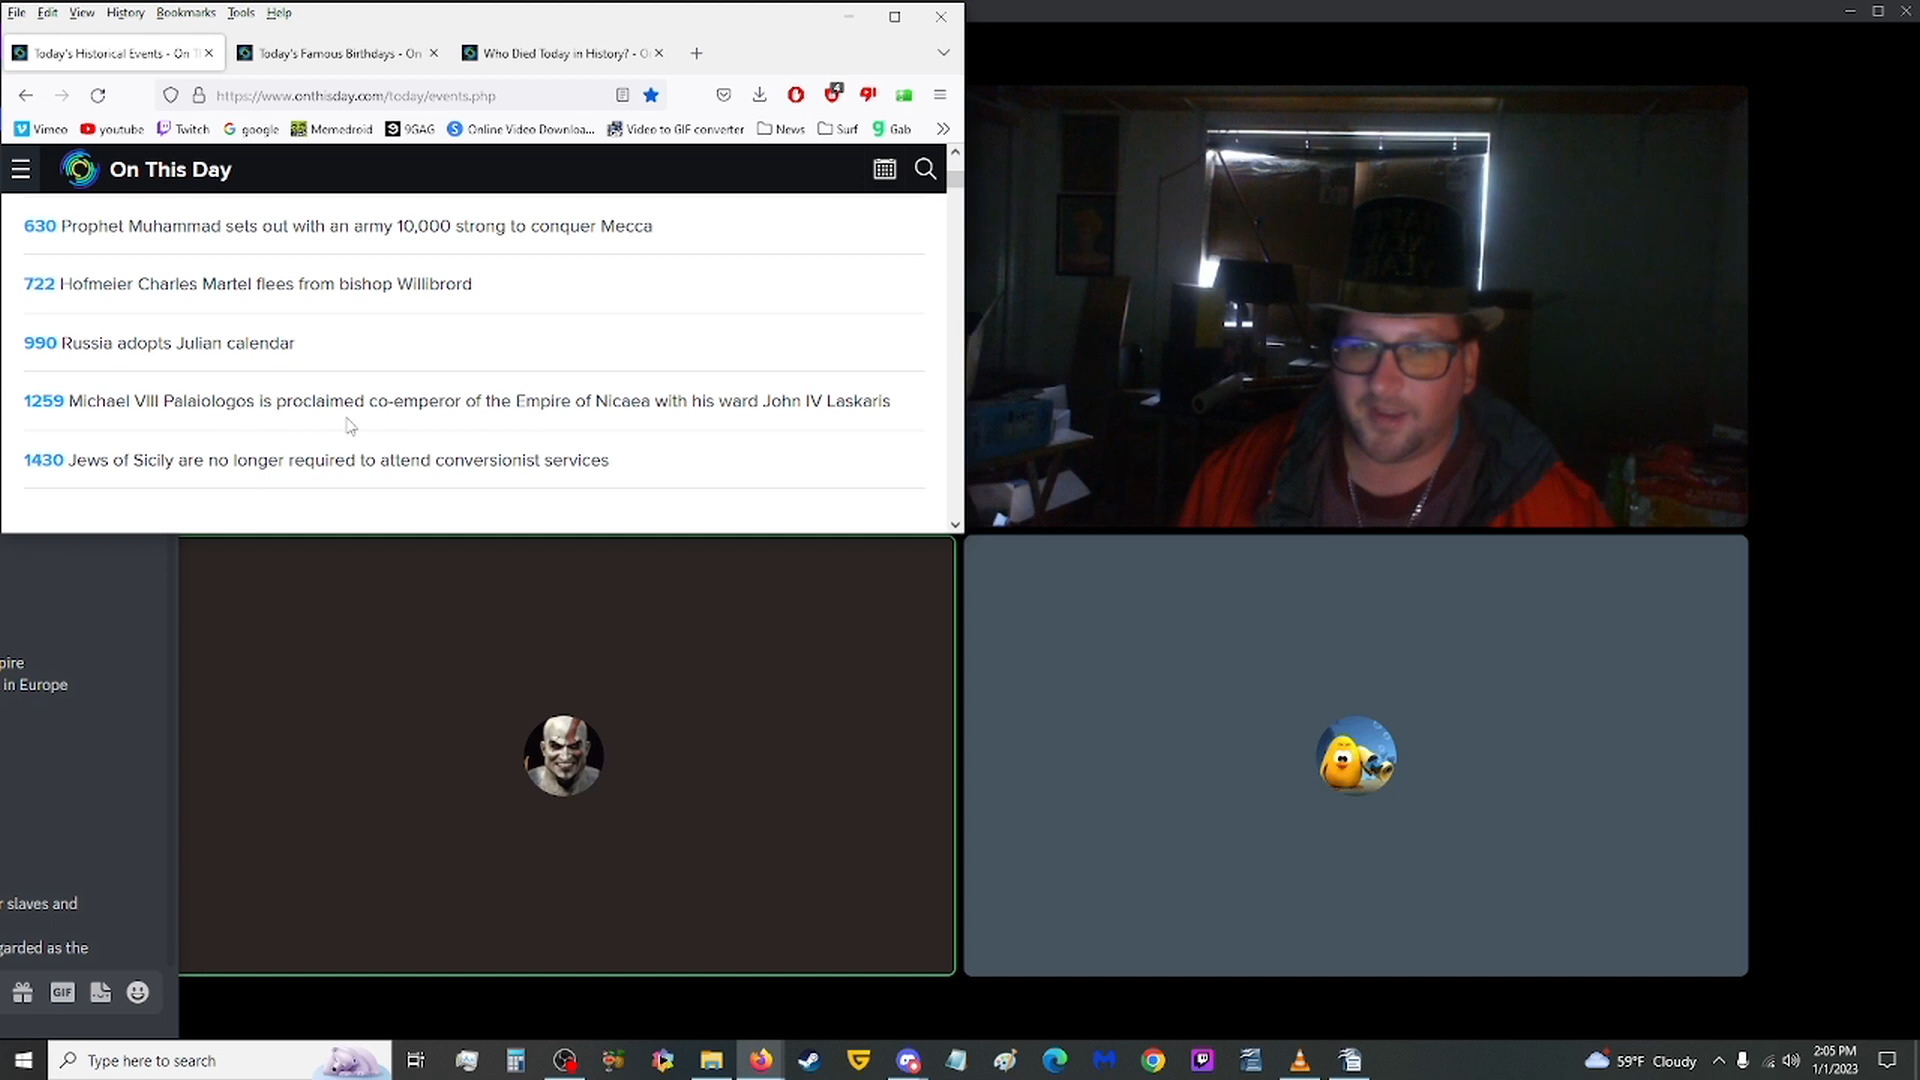 File Edit View History Bookmarks Tools Help
Today's Historical Events - On T
Today's Famous Birthdays - On
Who Died Today in History? - O
https://www.onthisday.com/today/events.php
4
Vimeo youtube Twitch google Memedroid 9GAG Online Video Downloa... Video to GIF converter News Surf Gab
On This Day
630 Prophet Muhammad sets out with an army 10,000 strong to conquer Mecca
722 Hofmeier Charles Martel flees from bishop Willibrord
990 Russia adopts Julian calendar
1259 Michael VIII Palaiologos is proclaimed co-emperor of the Empire of Nicaea with his ward John IV Laskaris
1430 Jews of Sicily are no longer required to attend conversionist services
pire
in Europe
r slaves and
garded as the
GIF
Type here to search
59°F Cloudy
2:05 PM
1/1/2023